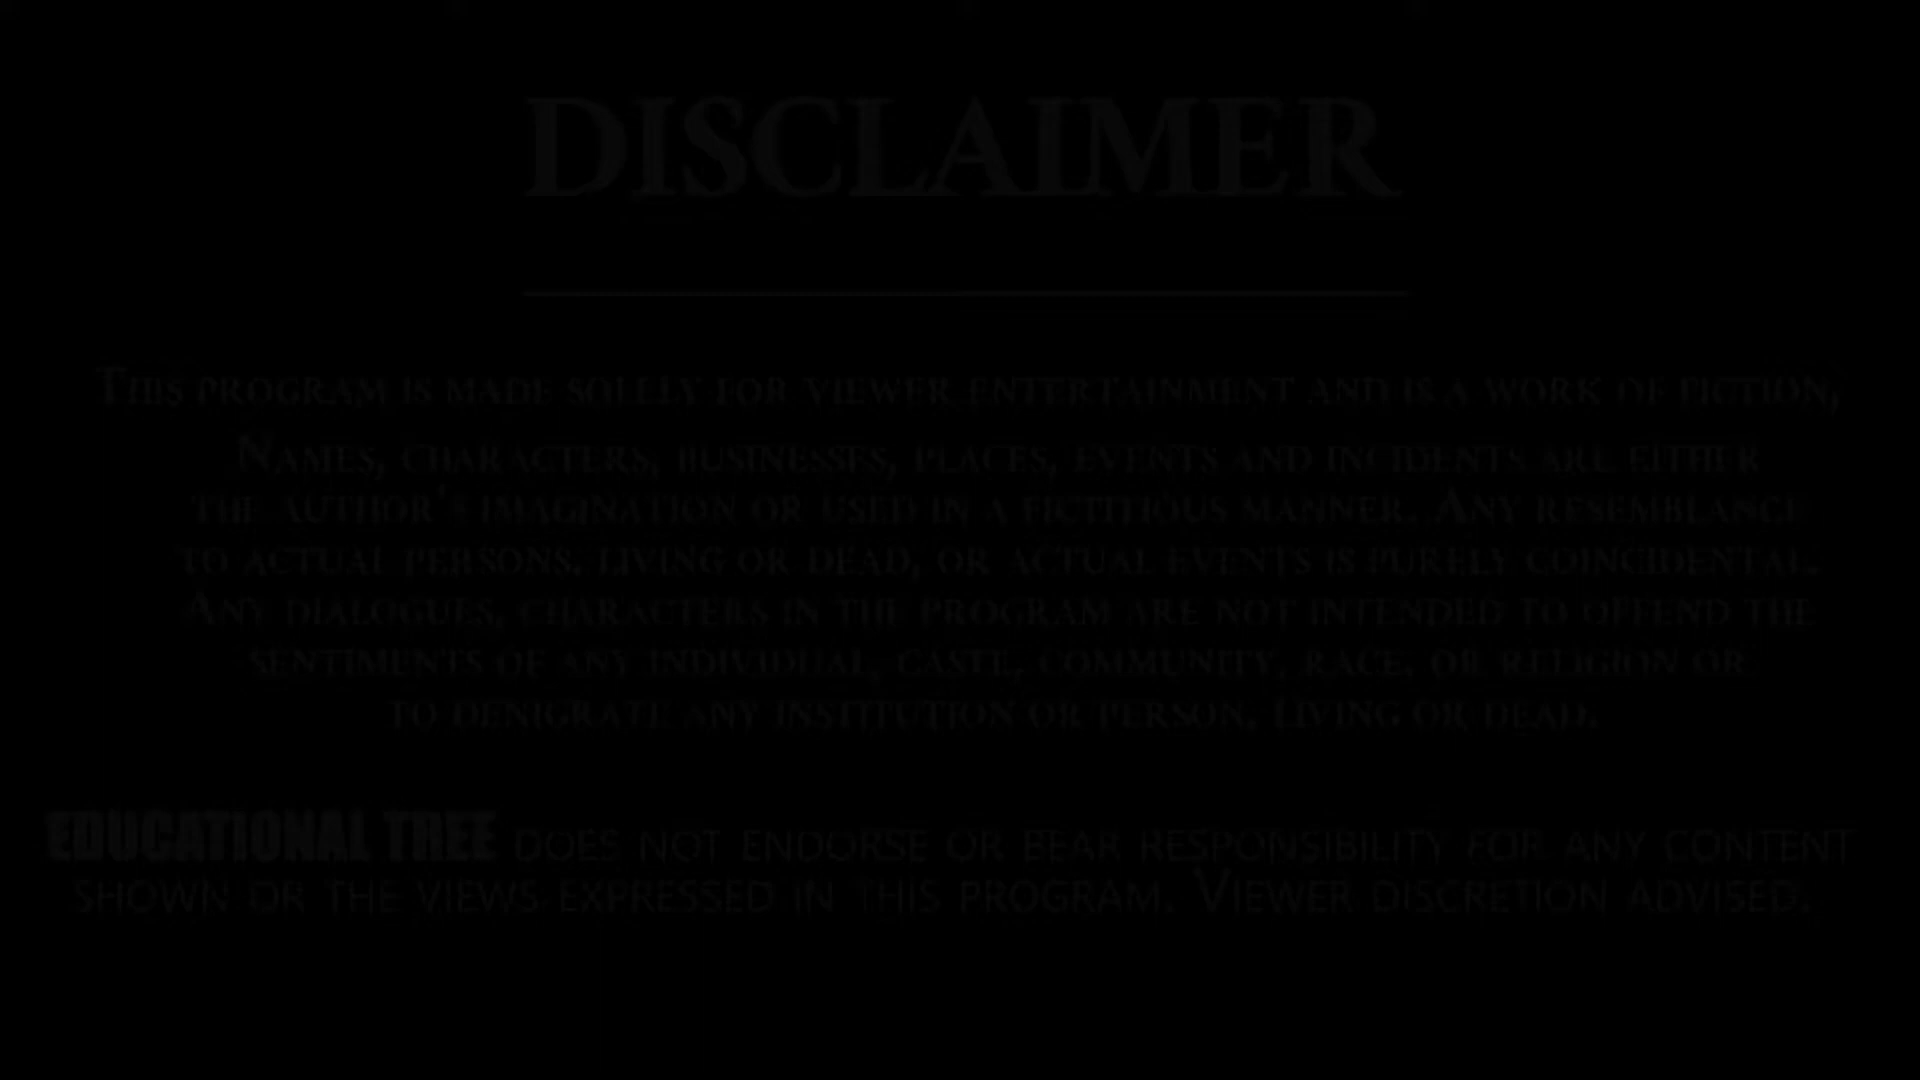 DISCLAIMER
THIS PROGRAM IS MADE SOLELY FOR VIEWER ENTERTAINMENT AND IS A WORK OF FICTION,
NAMES, CHARACTERS, BUSINESSES, PLACES, EVENTS AND INCIDENTS ARE EITHER
THE AUTHOR'S IMAGINATION OR USED IN A FICTITIOUS MANNER. ANY RESEMBLANCE
TO ACTUAL PERSONS, LIVING OR DEAD, OR ACTUAL EVENTS IS PURELY COINCIDENTAL.
ANY DIALOGUES, CHARACTERS IN THE PROGRAM ARE NOT INTENDED TO OFFEND THE
SENTIMENTS OF ANY INDIVIDUAL, CASTE, COMMUNITY, RACE, OR RELIGION OR
TO DENIGRATE ANY INSTITUTION OR PERSON, LIVING OR DEAD.
EDUCATIONAL TREE DOES NOT ENDORSE OR BEAR RESPONSIBILITY FOR ANY CONTENT
SHOWN OR THE VIEWS EXPRESSED IN THIS PROGRAM. VIEWER DISCRETION ADVISED.